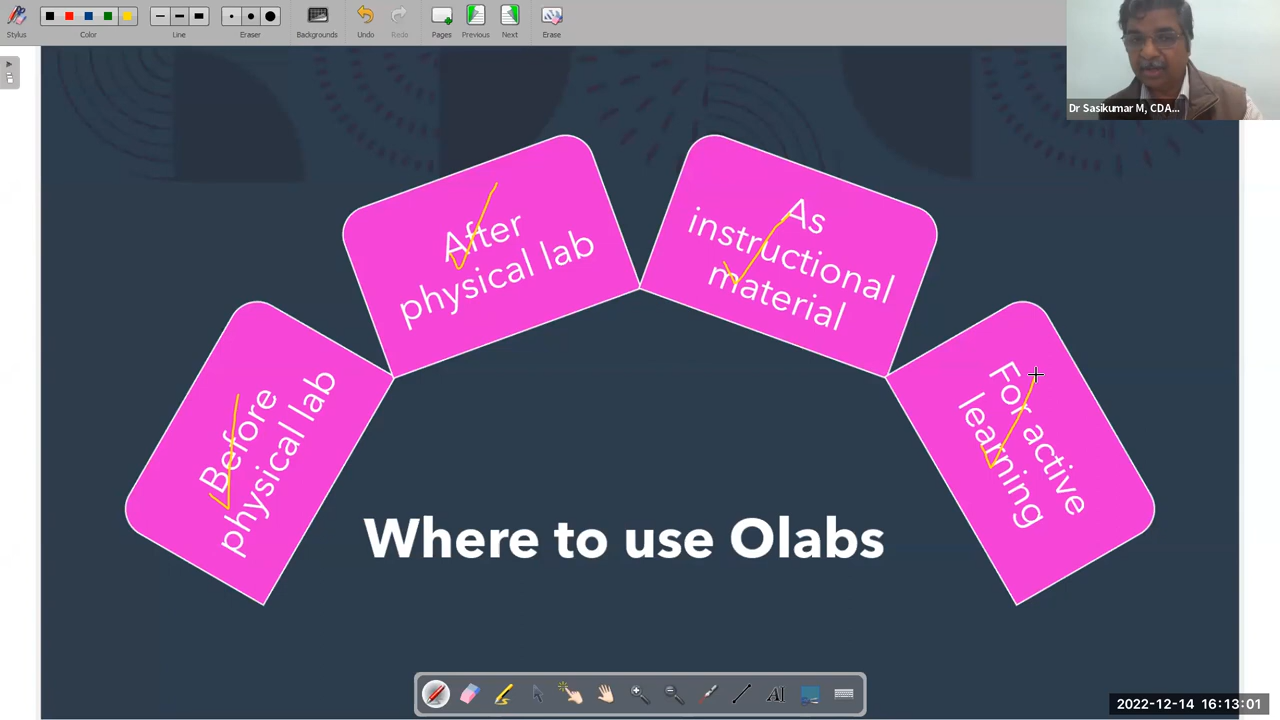 Stylus
Color
Line
Eraser
Backgrounds
Undo
Redo
Pages
Previous
Next
Erase
Dr Sasikumar M, CDA...
Before
physical lab
After
physical lab
As
instructional
material
For active
learning
Where to use Olabs
AI
2022-12-14 16:13:01